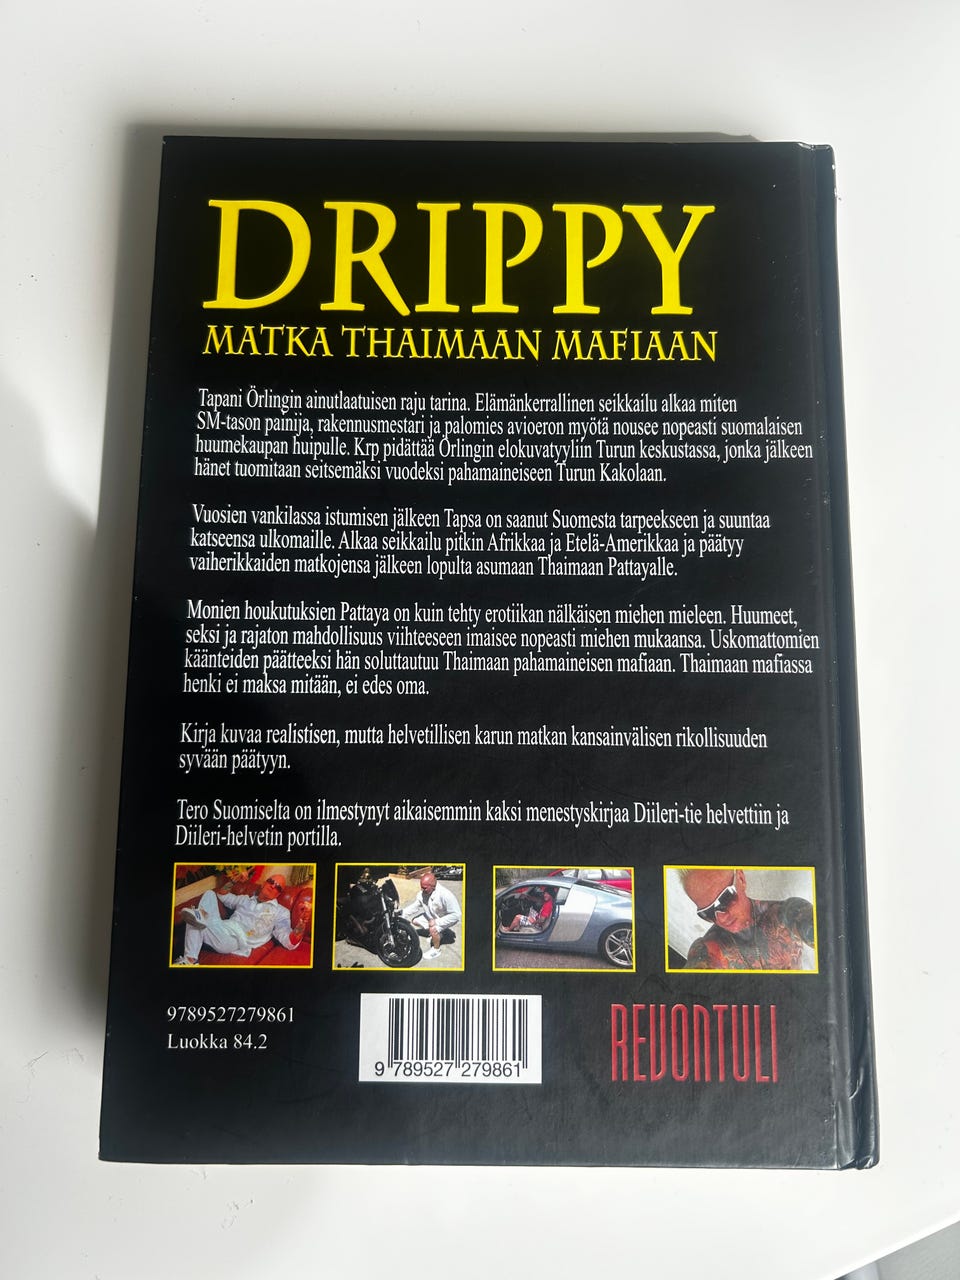 DRIPPY
MATKA THAIMAAN MAFIAAN
Tapani Örlingin ainutlaatuisen raju tarina. Elämänkerrallinen seikkailu alkaa miten
SM-tason painija, rakennusmestari ja palomies avioeron myötä nousee nopeasti suomalaisen
huumekaupan huipulle. Krp pidättää Örlingin elokuvatyyliin Turun keskustassa, jonka jälkeen
hänet tuomitaan seitsemäksi vuodeksi pahamaineiseen Turun Kakolaan.
Vuosien vankilassa istumisen jälkeen Tapsa on saanut Suomesta tarpeekseen ja suuntaa
katseensa ulkomaille. Alkaa seikkailu pitkin Afrikkaa ja Etelä-Amerikkaa ja päätyy
vaiherikkaiden matkojensa jälkeen lopulta asumaan Thaimaan Pattayalle.
Monien houkutuksien Pattaya on kuin tehty erotiikan nälkäisen miehen mieleen. Huumeet,
seksi ja rajaton mahdollisuus viihteeseen imaisee nopeasti miehen mukaansa. Uskomattomien
käänteiden päätteeksi hän soluttautuu Thaimaan pahamaineisen mafiaan. Thaimaan mafiassa
henki ei maksa mitään, ei edes oma.
Kirja kuvaa realistisen, mutta helvetillisen karun matkan kansainvälisen rikollisuuden
syvään päätyyn.
Tero Suomiselta on ilmestynyt aikaisemmin kaksi menestyskirjaa Diileri-tie helvettiin ja
Diileri-helvetin portilla.
9789527279861
Luokka 84.2
9 789527 279861
REVONTULI